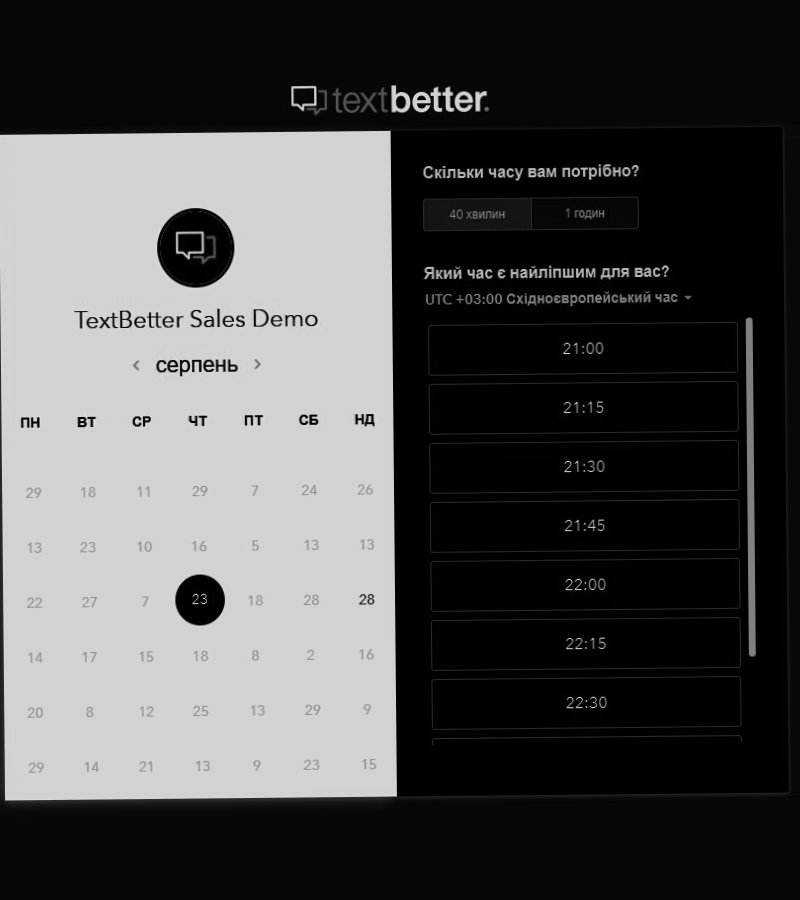 textbetter.
TextBetter Sales Demo
серпень
ПН ВТ СР ЧТ ПТ СБ НД
29 18 11 29 7 24 26
13 23 10 16 5 13 13
22 27 7 23 18 28 28
14 17 15 18 8 2 16
20 8 12 25 13 29 9
29 14 21 13 9 23 15
Скільки часу вам потрібно?
40 хвилин 1 годин
Який час є найліпшим для вас?
UTC +03:00 Східноєвропейський час
21:00
21:15
21:30
21:45
22:00
22:15
22:30